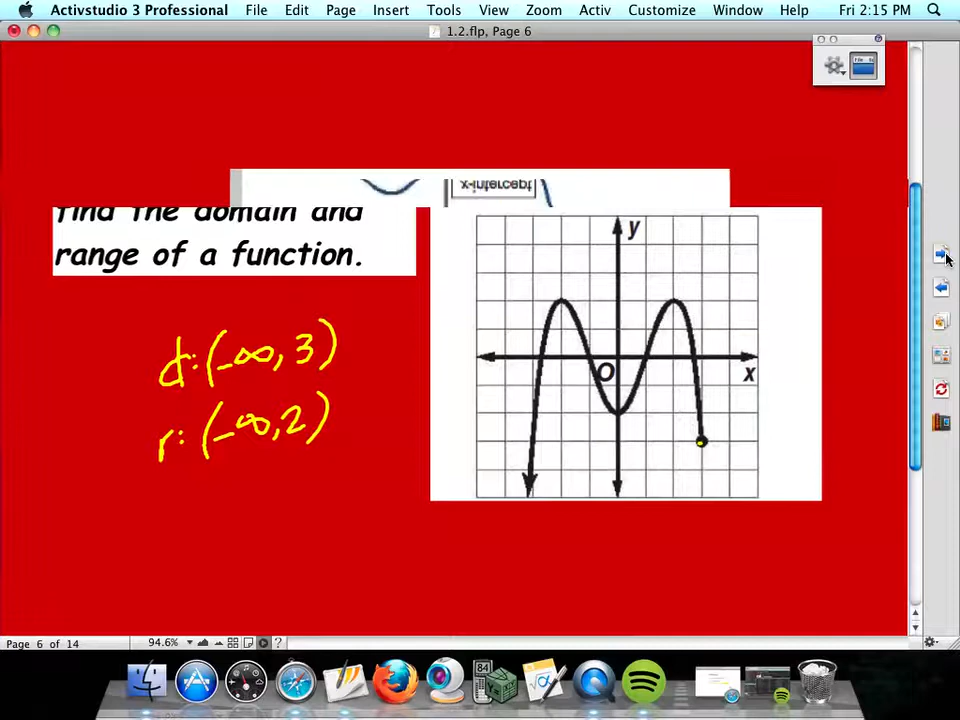 Activstudio 3 Professional File Edit Page Insert Tools View Zoom Activ Customize Window Help Fri 2:15 PM
1.2.flp, Page 6
x-intercept
find the domain and
range of a function.
y
x
O
d: (-∞, 3)
r: (-∞, 2)
Page 6 of 14 94.6% ?
84